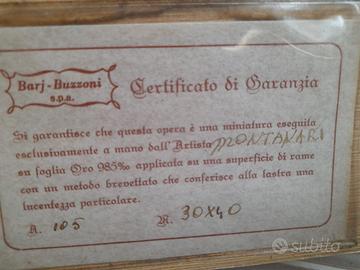 Barj-Buzzoni
s.p.a.
Certificato di Garanzia
Si garantisce che questa opera è una miniatura eseguita
esclusivamente a mano dall'Artista MONTANARI
su foglia Oro 985‰ applicata su una superficie di rame
con un metodo brevettato che conferisce alla lastra una
lucentezza particolare.
A. 105 M. 30X40
subito